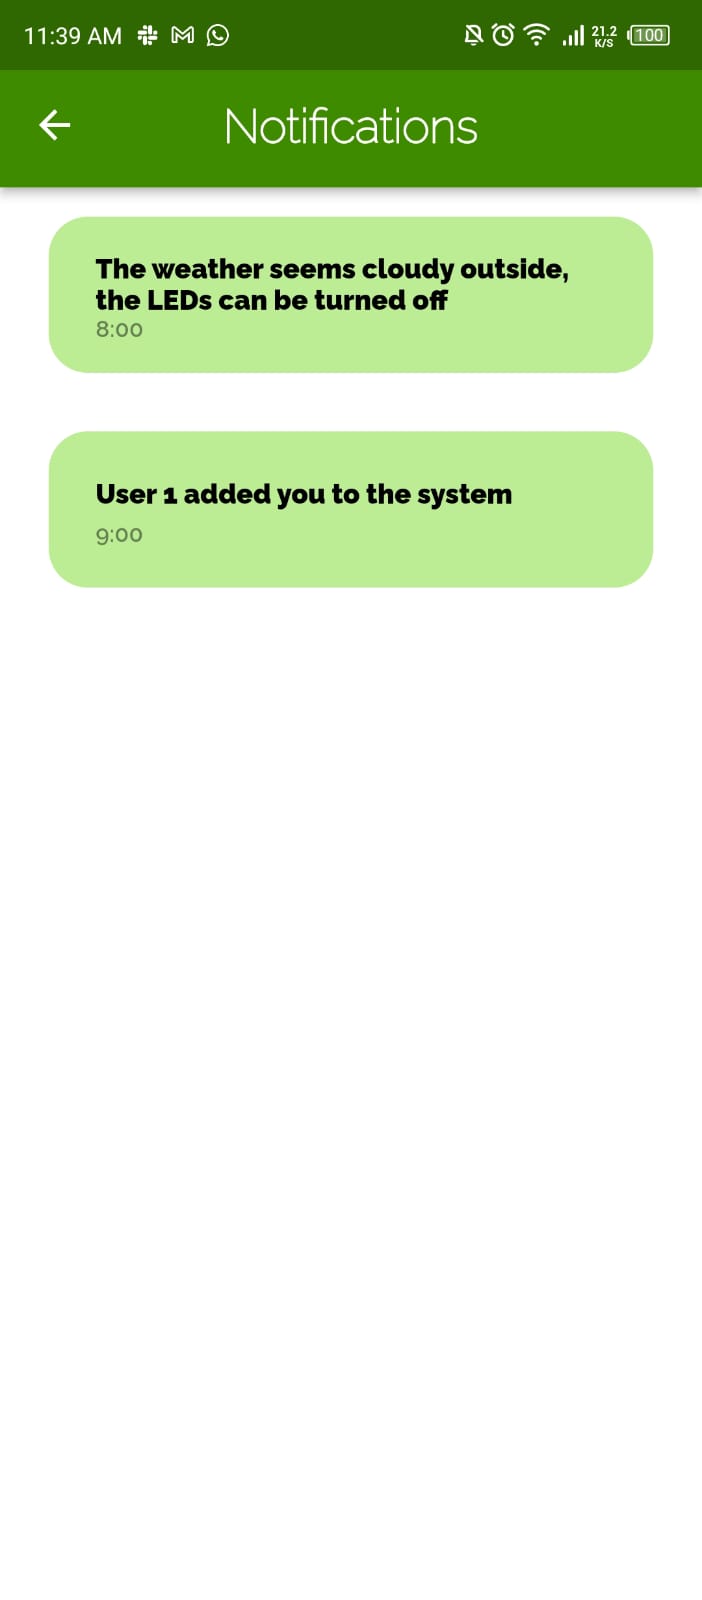 11:39 AM
21.2
K/S
100
Notifications
The weather seems cloudy outside,
the LEDs can be turned off
8:00
User 1 added you to the system
9:00